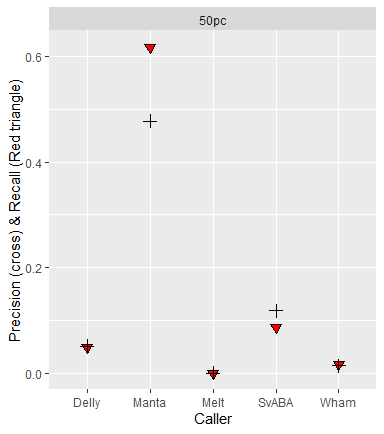 50pc
Precision (cross) & Recall (Red triangle)
0.6
0.4
0.2
0.0
Delly Manta Melt SvABA Wham
Caller